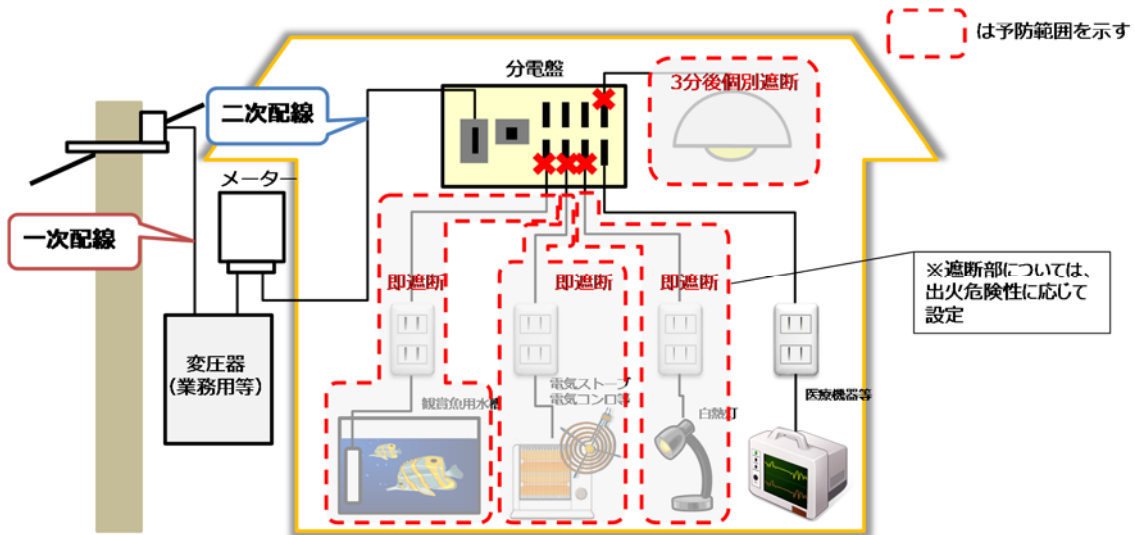 は予防範囲を示す
分電盤
3分後個別遮断
二次配線
メーター
一次配線
即遮断
即遮断
即遮断
※遮断部については、
出火危険性に応じて
設定
変圧器
(業務用等)
電気ストーブ
電気コンロ等
観賞魚用水槽
白熱灯
医療機器等